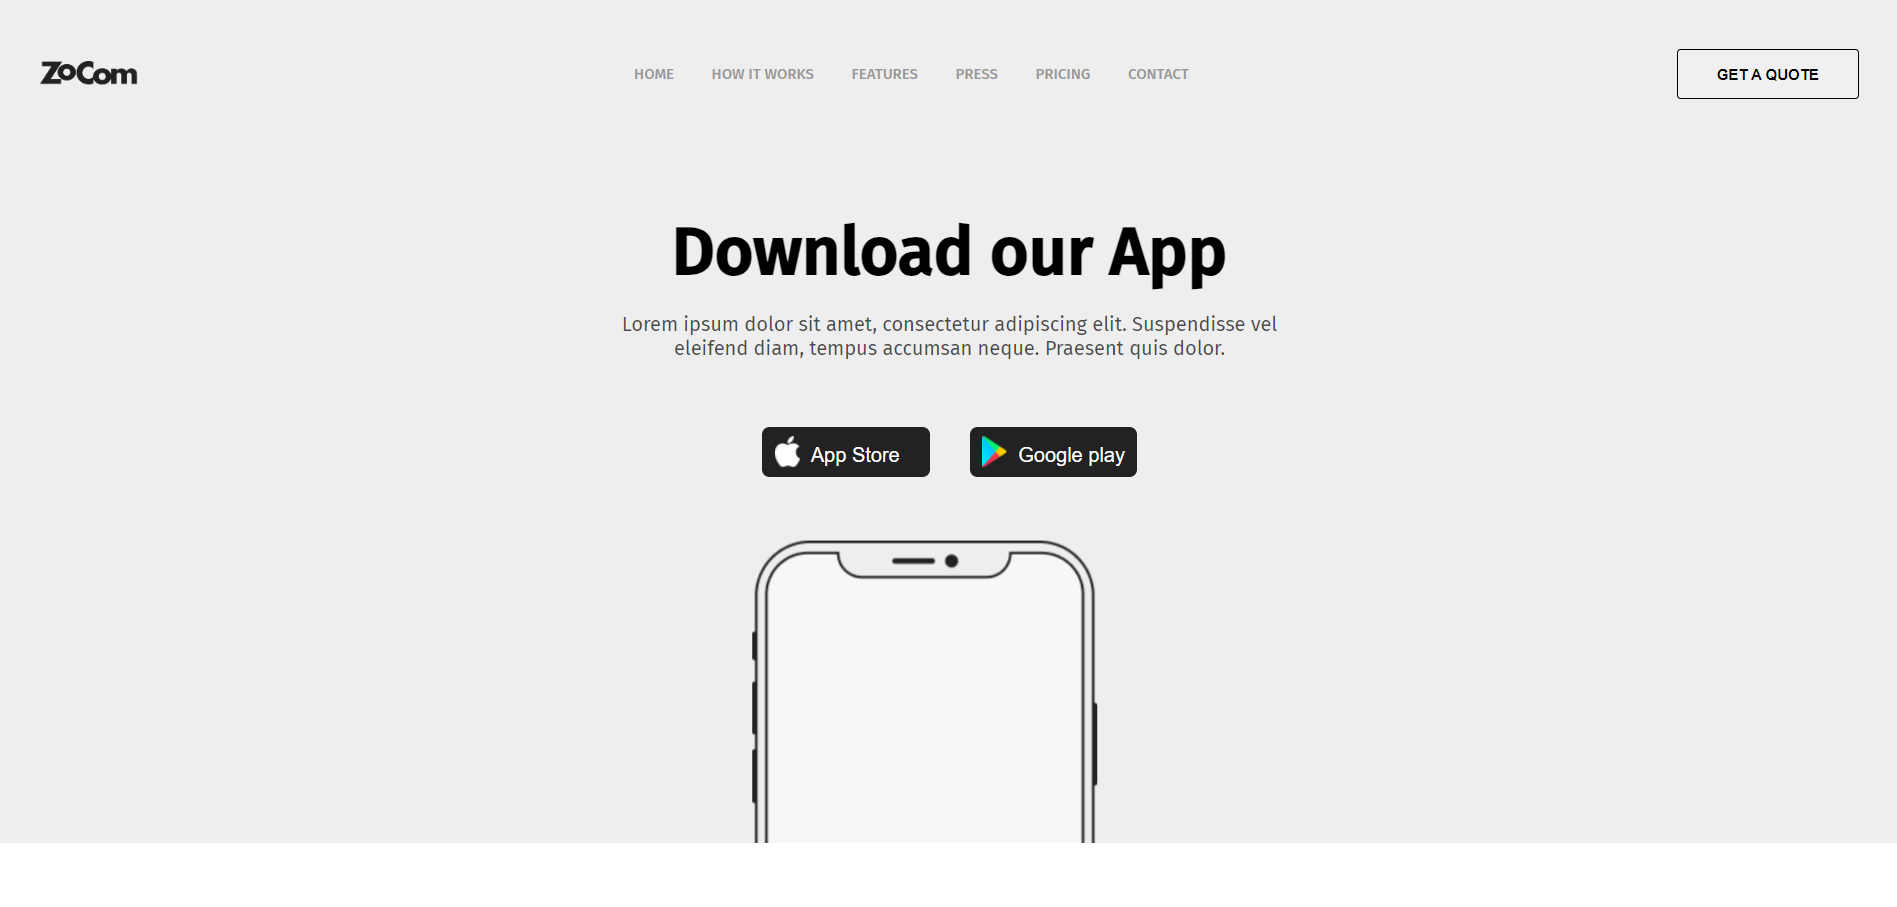 ZoCom
HOME HOW IT WORKS FEATURES PRESS PRICING CONTACT
GET A QUOTE
Download our App
Lorem ipsum dolor sit amet, consectetur adipiscing elit. Suspendisse vel
eleifend diam, tempus accumsan neque. Praesent quis dolor.
App Store
Google play